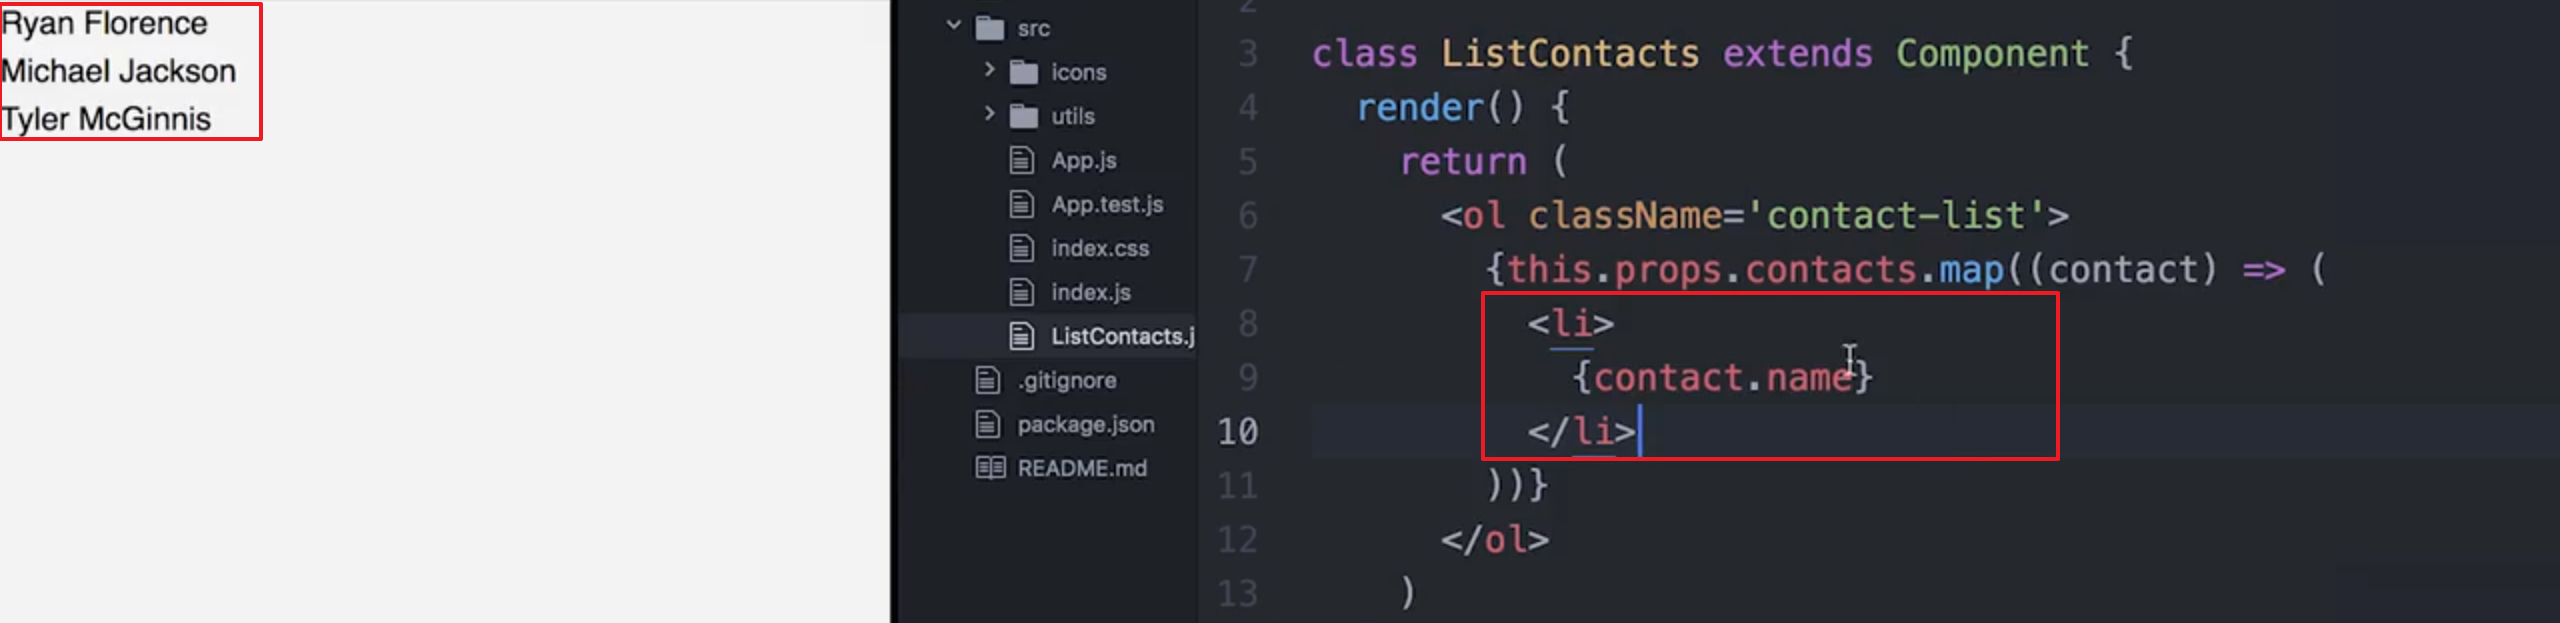 Ryan Florence
Michael Jackson
Tyler McGinnis
src
icons
utils
App.js
App.test.js
index.css
index.js
ListContacts.j
.gitignore
package.json
README.md
2
3 class ListContacts extends Component {
4 render() {
5 return (
6 <ol className='contact-list'>
7 {this.props.contacts.map((contact) => (
8 <li>
9 {contact.name}
10 </li>
11 ))}
12 </ol>
13 )